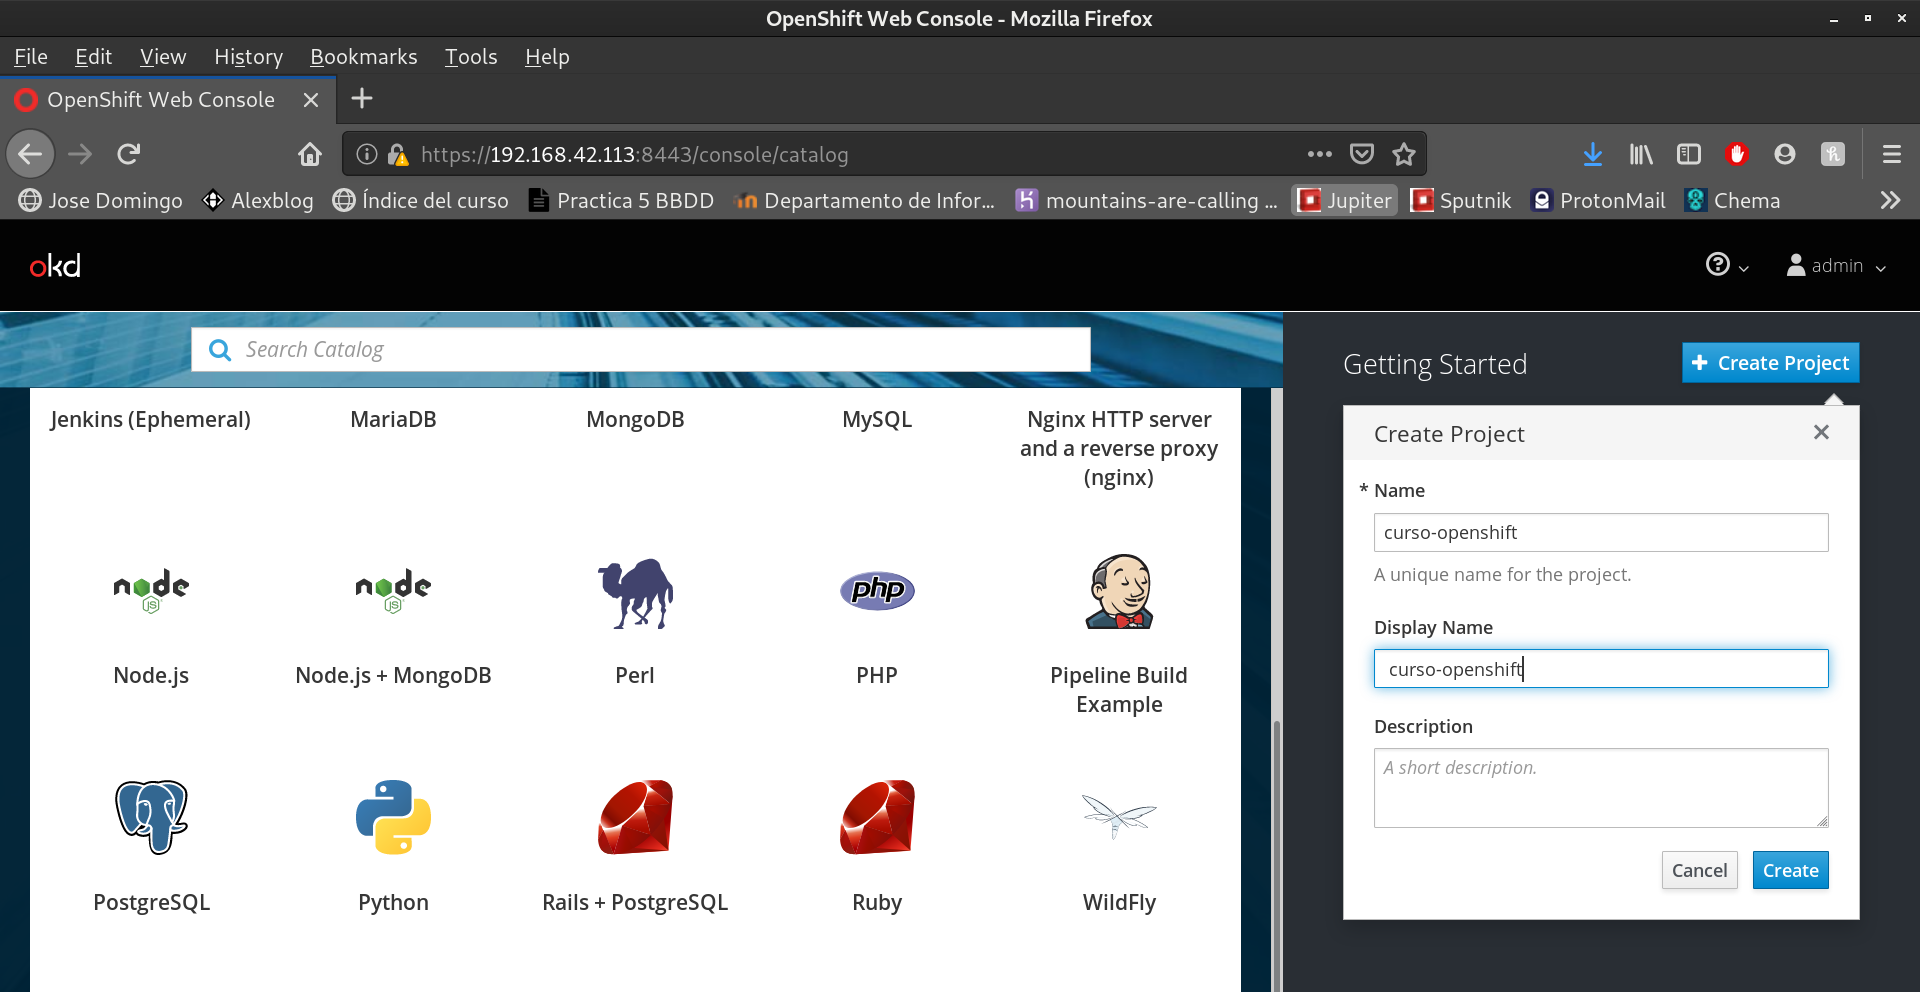 OpenShift Web Console - Mozilla Firefox
File Edit View History Bookmarks Tools Help
OpenShift Web Console
https://192.168.42.113:8443/console/catalog
Jose Domingo Alexblog Índice del curso Practica 5 BBDD Departamento de Infor... mountains-are-calling ... Jupiter Sputnik ProtonMail Chema
okd
admin
Search Catalog
Getting Started
Create Project
Jenkins (Ephemeral) MariaDB MongoDB MySQL Nginx HTTP server
and a reverse proxy
(nginx)
node
JS
node
JS
php
Node.js Node.js + MongoDB Perl PHP Pipeline Build
Example
PostgreSQL Python Rails + PostgreSQL Ruby WildFly
Create Project
* Name
curso-openshift
A unique name for the project.
Display Name
curso-openshift
Description
A short description.
Cancel Create